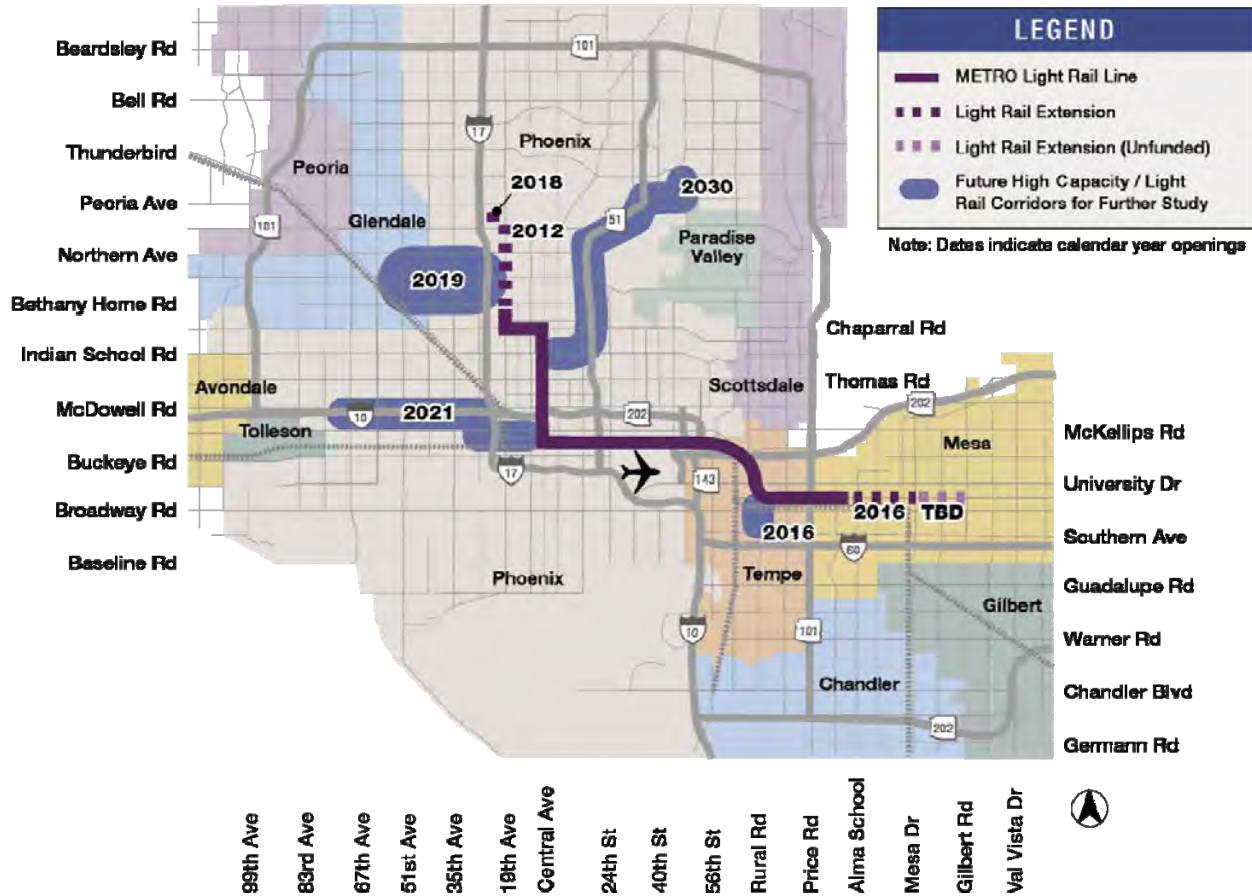 Beardsley Rd
Bell Rd
Thunderbird
Peoria Ave
Northern Ave
Bethany Home Rd
Indian School Rd
McDowell Rd
Buckeye Rd
Broadway Rd
Baseline Rd
LEGEND
METRO Light Rail Line
Light Rail Extension
Light Rail Extension (Unfunded)
Future High Capacity / Light
Rail Corridors for Further Study
Note: Dates indicate calendar year openings
101
17
Phoenix
Peoria
2018
2030
Glendale
101
51
2012
Paradise
Valley
2019
Chaparral Rd
Avondale
Scottsdale
Thomas Rd
202
10
2021
202
Tolleson
Mesa
17
143
2016
TBD
2016
60
Phoenix
Tempe
Gilbert
10
101
Chandler
202
McKellips Rd
University Dr
Southern Ave
Guadalupe Rd
Warner Rd
Chandler Blvd
Germann Rd
99th Ave
83rd Ave
67th Ave
51st Ave
35th Ave
19th Ave
Central Ave
24th St
40th St
56th St
Rural Rd
Price Rd
Alma School
Mesa Dr
Gilbert Rd
Val Vista Dr